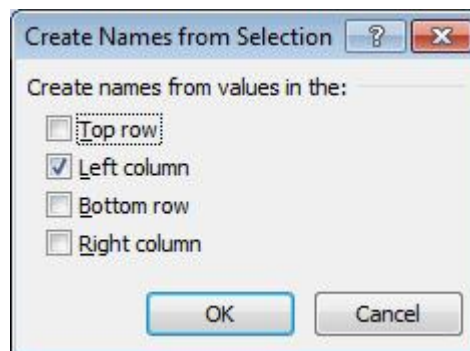 Create Names from Selection ?
Create names from values in the:
Top row
Left column
Bottom row
Right column
OK Cancel